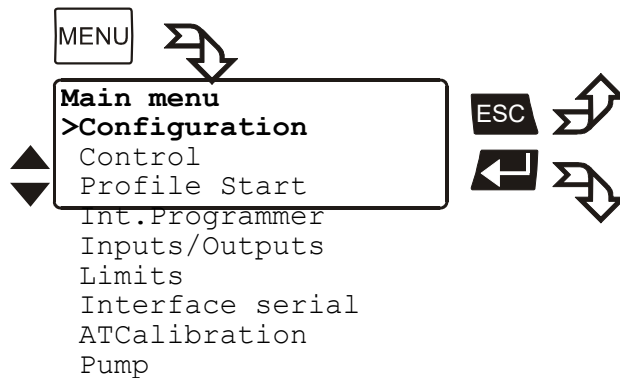 MENU
Main menu
>Configuration
ESC
Control
Profile Start
Int.Programmer
Inputs/Outputs
Limits
Interface serial
ATCalibration
Pump